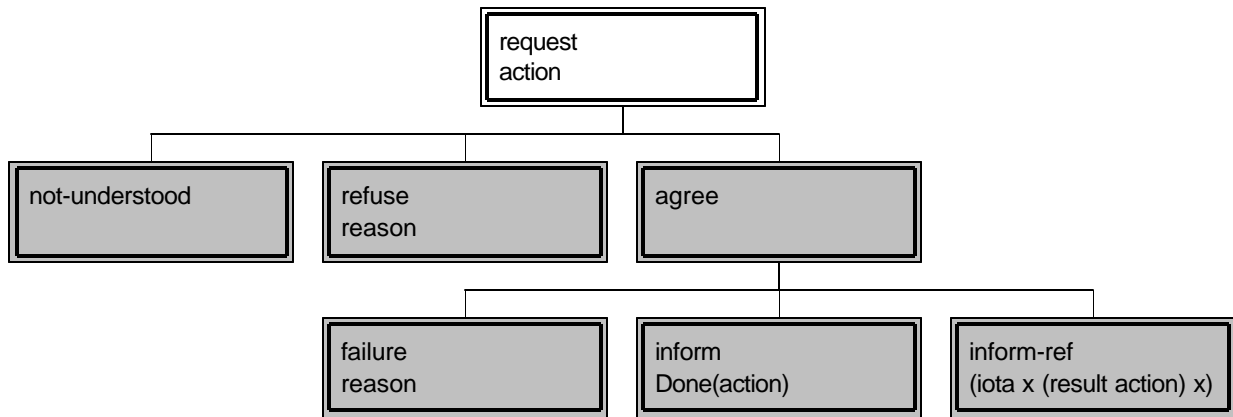 request
action
not-understood
refuse
reason
agree
failure
reason
inform
Done(action)
inform-ref
(iota x (result action) x)